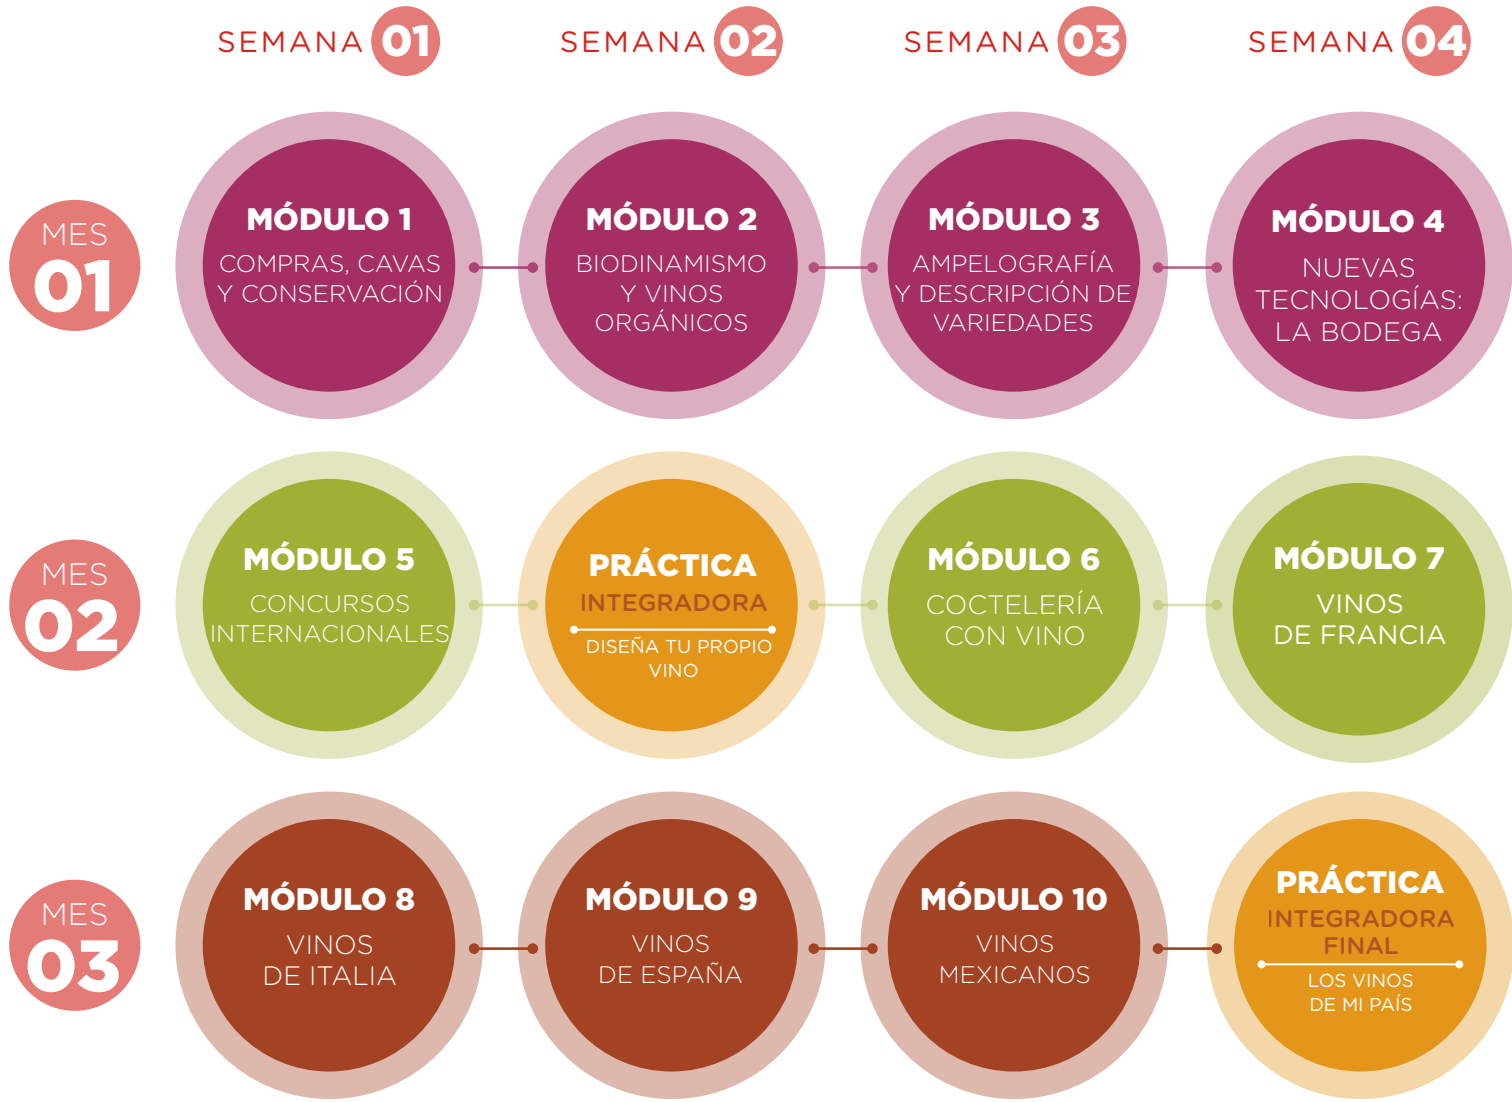 SEMANA 01
SEMANA 02
SEMANA 03
SEMANA 04
MES
01
MÓDULO 1
COMPRAS, CAVAS
Y CONSERVACIÓN
MÓDULO 2
BIODINAMISMO
Y VINOS
ORGÁNICOS
MÓDULO 3
AMPELOGRAFÍA
Y DESCRIPCIÓN DE
VARIEDADES
MÓDULO 4
NUEVAS
TECNOLOGÍAS:
LA BODEGA
MES
02
MÓDULO 5
CONCURSOS
INTERNACIONALES
PRÁCTICA
INTEGRADORA
DISEÑA TU PROPIO
VINO
MÓDULO 6
COCTELERÍA
CON VINO
MÓDULO 7
VINOS
DE FRANCIA
MES
03
MÓDULO 8
VINOS
DE ITALIA
MÓDULO 9
VINOS
DE ESPAÑA
MÓDULO 10
VINOS
MEXICANOS
PRÁCTICA
INTEGRADORA
FINAL
LOS VINOS
DE MI PAÍS